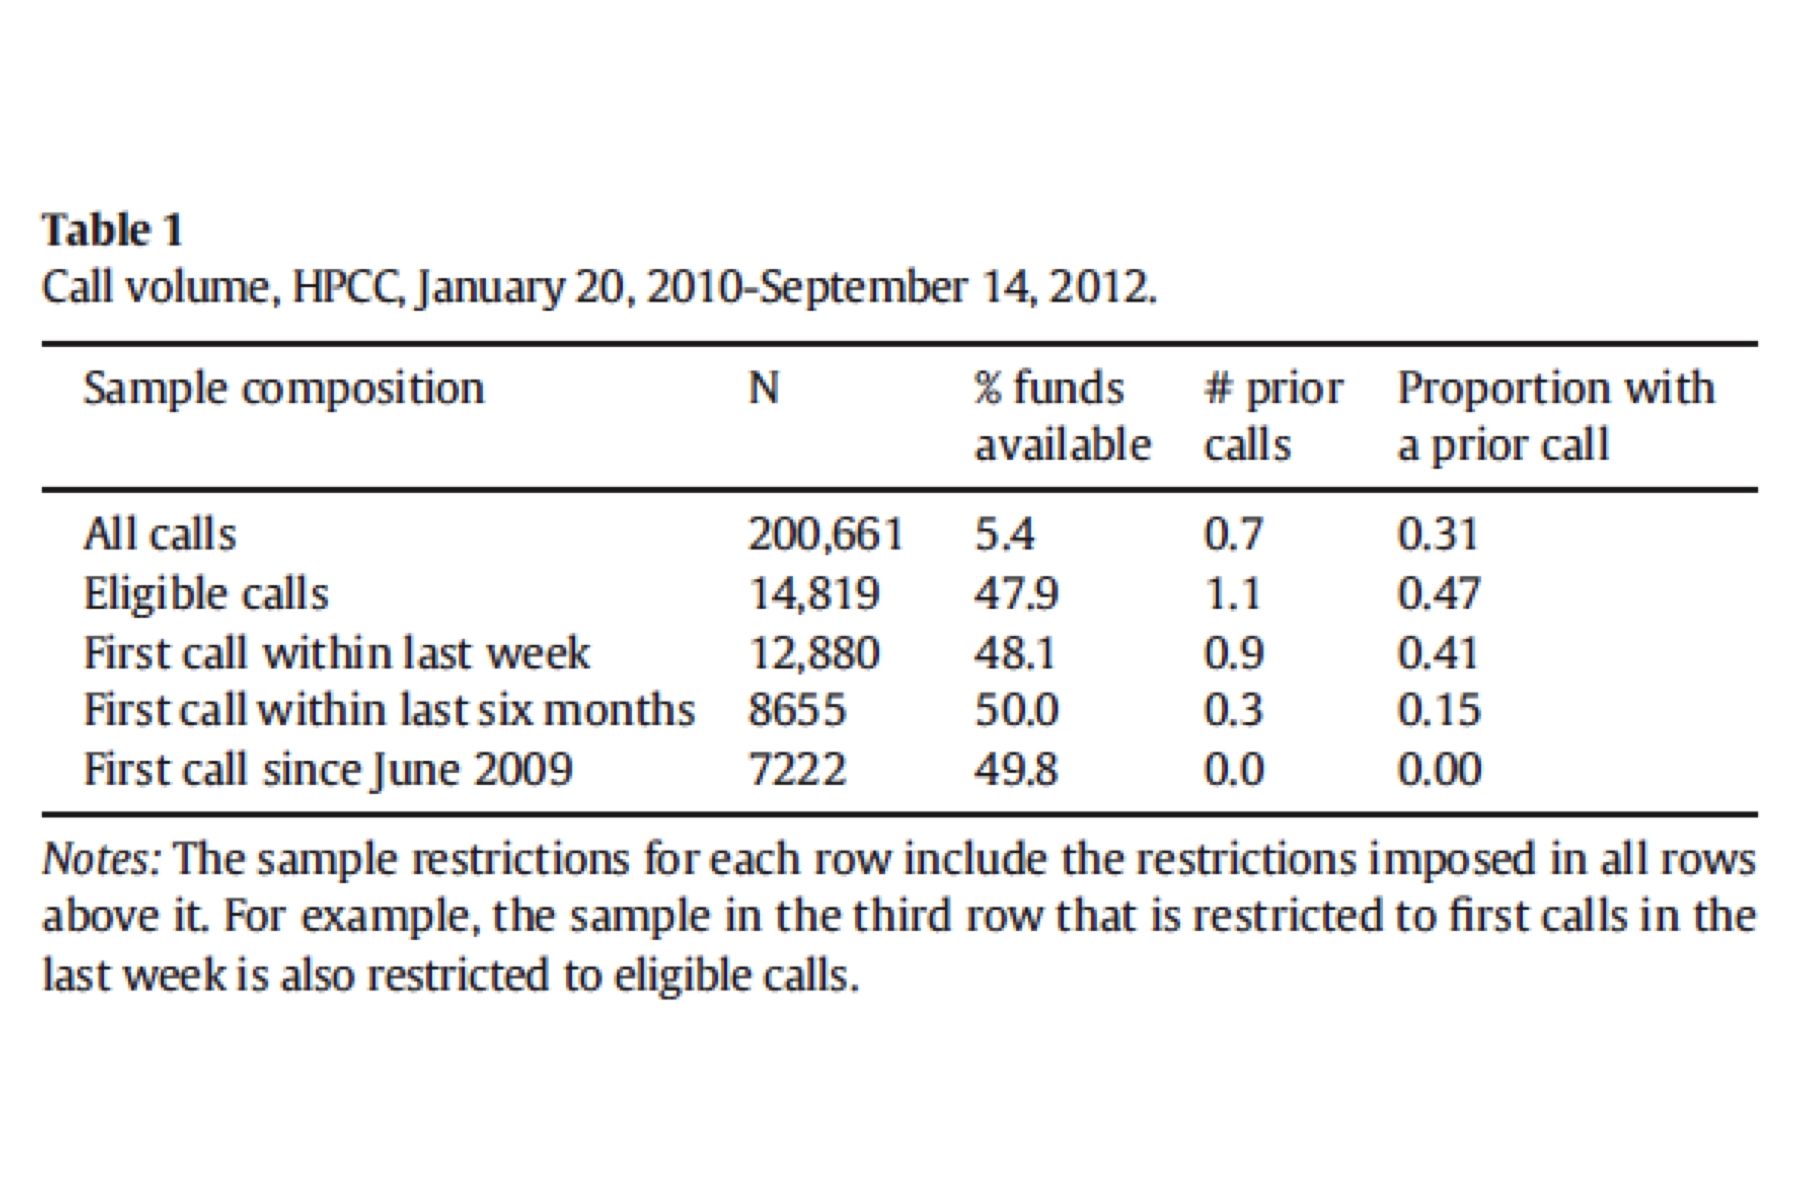 Table 1
Call volume, HPCC, January 20, 2010-September 14, 2012.
Sample composition N % funds available # prior calls Proportion with a prior call
All calls 200,661 5.4 0.7 0.31
Eligible calls 14,819 47.9 1.1 0.47
First call within last week 12,880 48.1 0.9 0.41
First call within last six months 8655 50.0 0.3 0.15
First call since June 2009 7222 49.8 0.0 0.00
Notes: The sample restrictions for each row include the restrictions imposed in all rows
above it. For example, the sample in the third row that is restricted to first calls in the
last week is also restricted to eligible calls.